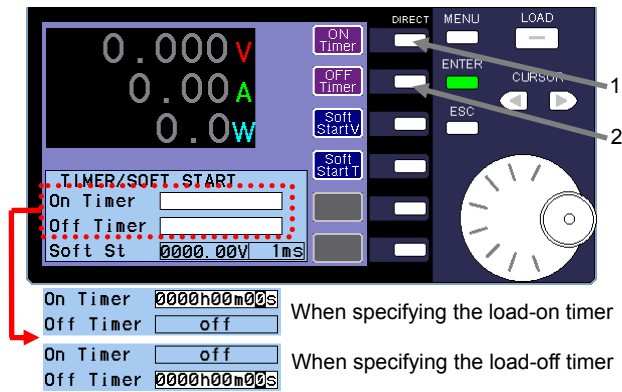 DIRECT MENU LOAD
0.000V
ON Timer
0.00A
OFF Timer
ENTER
CURSOR
1
0.0W
Soft StartV
ESC
2
Soft StartT
TIMER/SOFT START
On Timer
Off Timer
Soft St 0000.00V 1ms
On Timer 0000h00m00s
Off Timer off
When specifying the load-on timer
On Timer off
Off Timer 0000h00m00s
When specifying the load-off timer